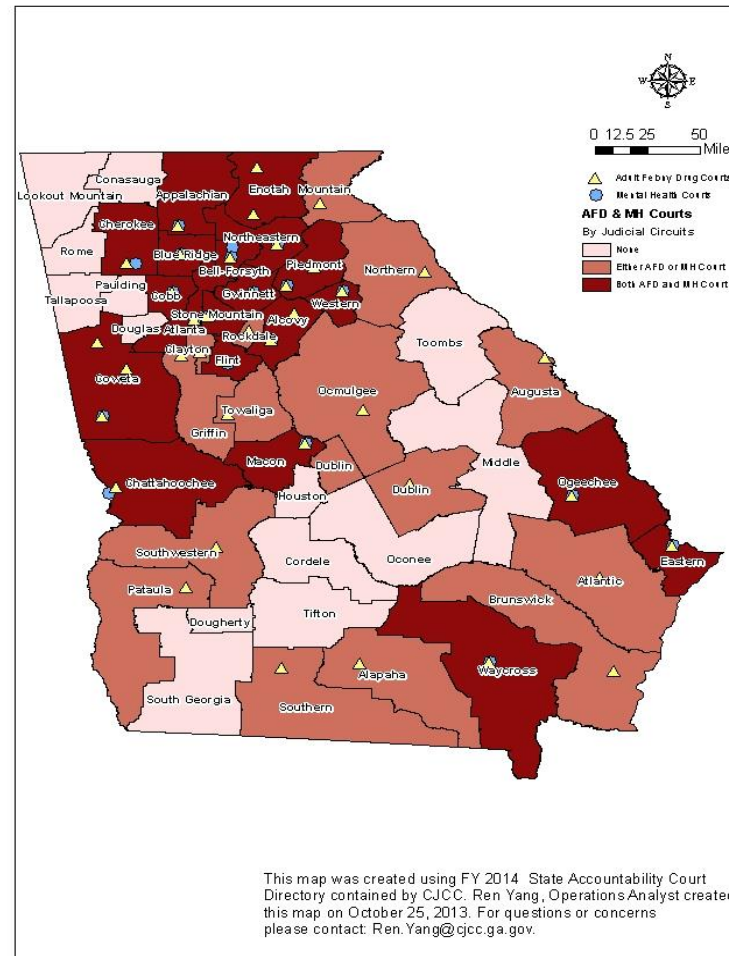 N
W
E
S
0 12.5 25 50
Mile
Adult Felony Drug Courts
Mental Health Courts
AFD & MH Courts
By Judicial Circuits
None
Either AFD or MH Court
Both AFD and MH Court
Conasauga
Lookout Mountain
Appalachian
Enotah
Mountain
Cherokee
Northeastern
Rome
Blue Ridge
Bell-Forsyth
Piedmont
Northern
Paulding
Tallapoosa
Cobb
Gwinnett
Western
Stone Mountain
Douglas
Atlanta
Alcovy
Rockdale
Toombs
Clayton
Flint
Coweta
Ocmulgee
Augusta
Towaliga
Griffin
Macon
Dublin
Middle
Chattahoochee
Houston
Dublin
Ogeechee
Southwestern
Cordele
Oconee
Eastern
Atlantic
Pataula
Brunswick
Dougherty
Tifton
Alapaha
Waycross
South Georgia
Southern
This map was created using FY 2014 State Accountability Court
Directory contained by CJCC. Ren Yang, Operations Analyst created
this map on October 25, 2013. For questions or concerns
please contact: Ren.Yang@cjcc.ga.gov.